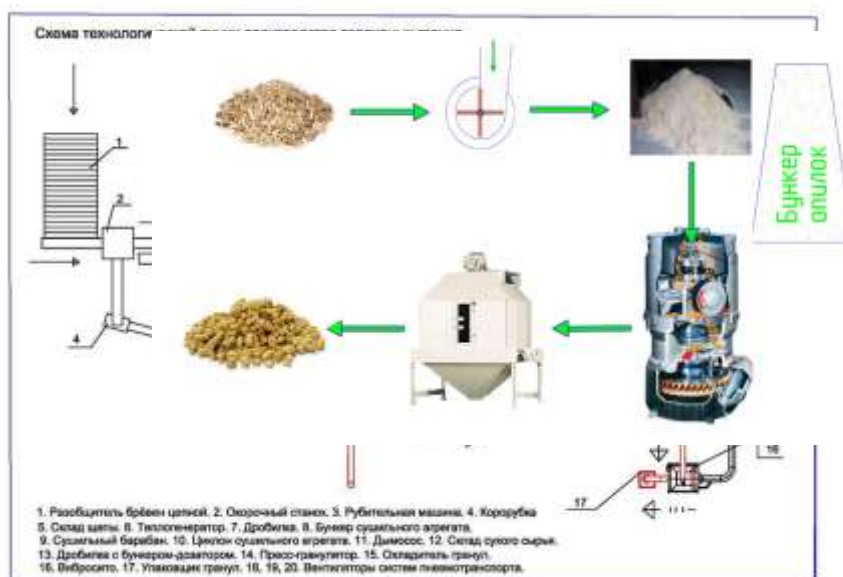 Схема
1
2
4
Бункер
опилок
16
17
1. Разобщитель брёвен цепной. 2. Окорочный станок. 3. Рубительная машина. 4. Корорубка
5. Склад щепы. 6. Теплогенератор. 7. Дробилка. 8. Бункер сушильного агрегата.
9. Сушильный барабан. 10. Циклон сушильного агрегата. 11. Дымосос. 12. Склад сухого сырья.
13. Дробилка с бункером-дозатором. 14. Пресс-гранулятор. 15. Охладитель гранул.
16. Вибросито. 17. Упаковщик гранул. 18, 19, 20. Вентиляторы систем пневмотранспорта.